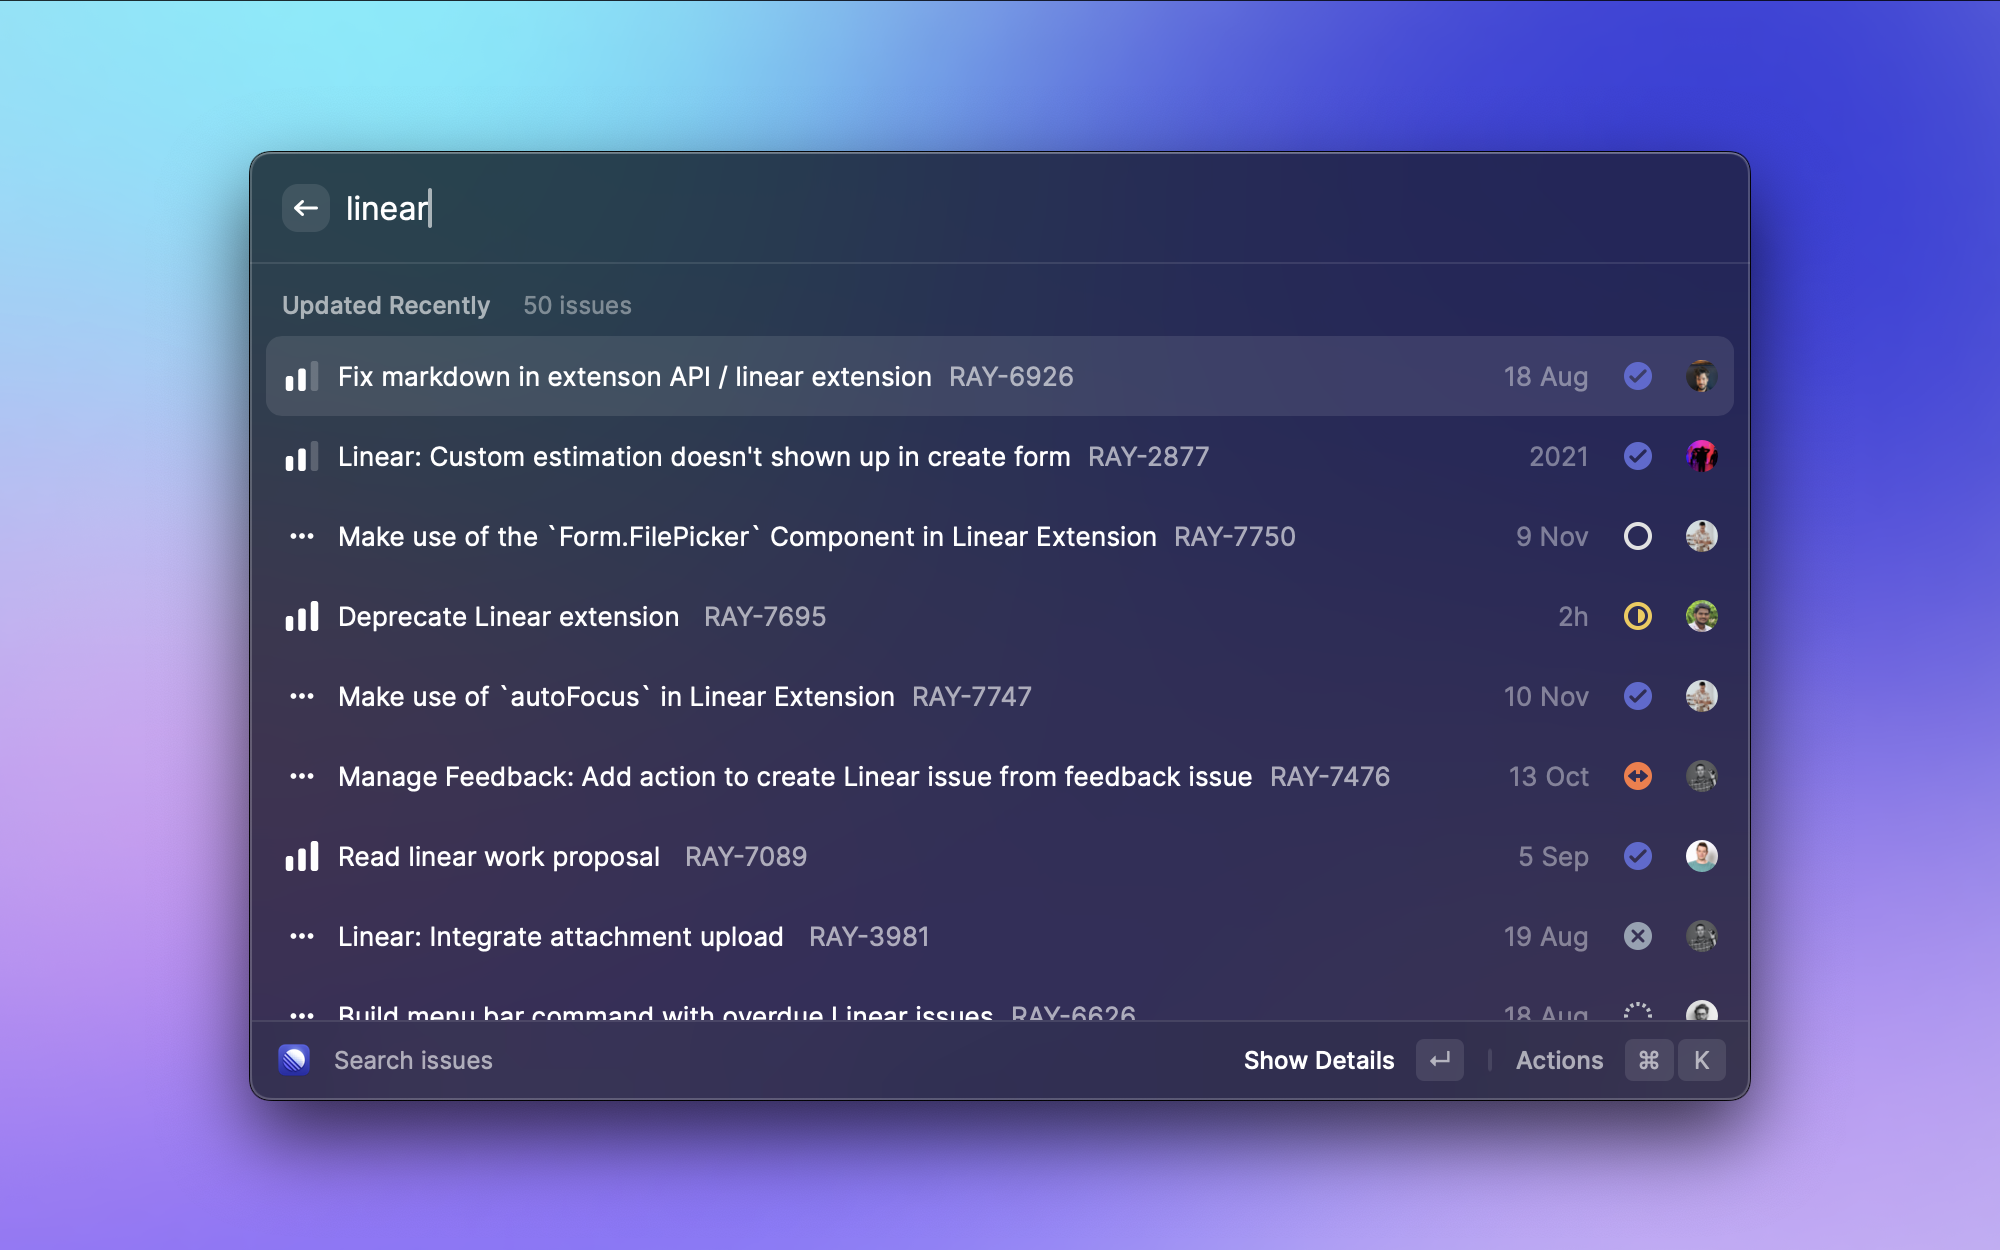 linear
Updated Recently 50 issues
Fix markdown in extenson API / linear extension RAY-6926 18 Aug
Linear: Custom estimation doesn't shown up in create form RAY-2877 2021
Make use of the `Form.FilePicker` Component in Linear Extension RAY-7750 9 Nov
Deprecate Linear extension RAY-7695 2h
Make use of `autoFocus` in Linear Extension RAY-7747 10 Nov
Manage Feedback: Add action to create Linear issue from feedback issue RAY-7476 13 Oct
Read linear work proposal RAY-7089 5 Sep
Linear: Integrate attachment upload RAY-3981 19 Aug
Build menu bar command with overdue Linear issues RAY-6626 18 Aug
Search issues Show Details ↵ Actions ⌘ K